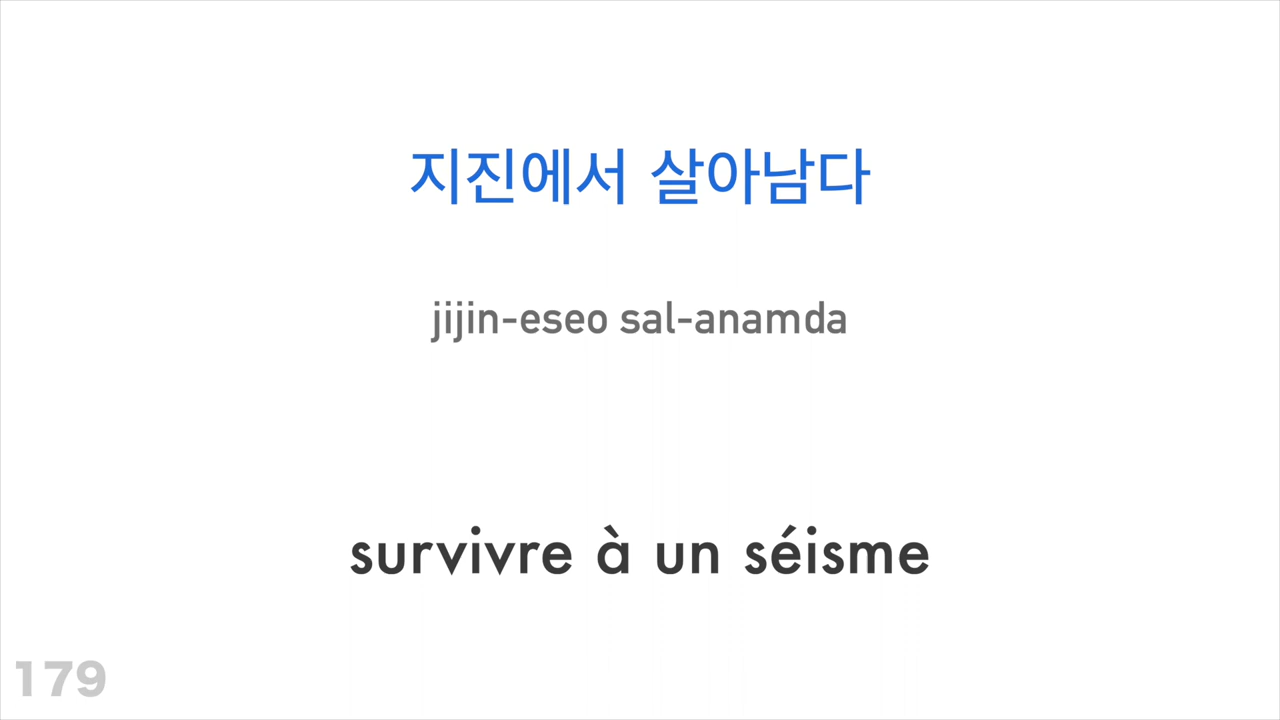 지진에서 살아남다
jijin-eseo sal-anamda
survivre à un séisme
179